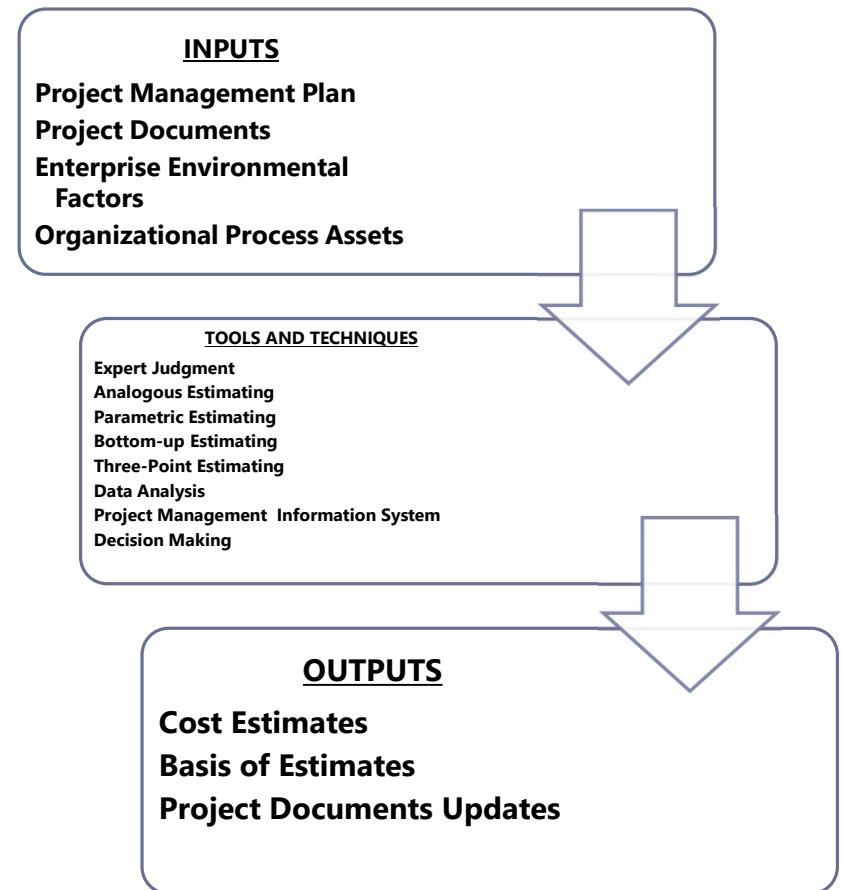 INPUTS
Project Management Plan
Project Documents
Enterprise Environmental
Factors
Organizational Process Assets
TOOLS AND TECHNIQUES
Expert Judgment
Analogous Estimating
Parametric Estimating
Bottom-up Estimating
Three-Point Estimating
Data Analysis
Project Management Information System
Decision Making
OUTPUTS
Cost Estimates
Basis of Estimates
Project Documents Updates